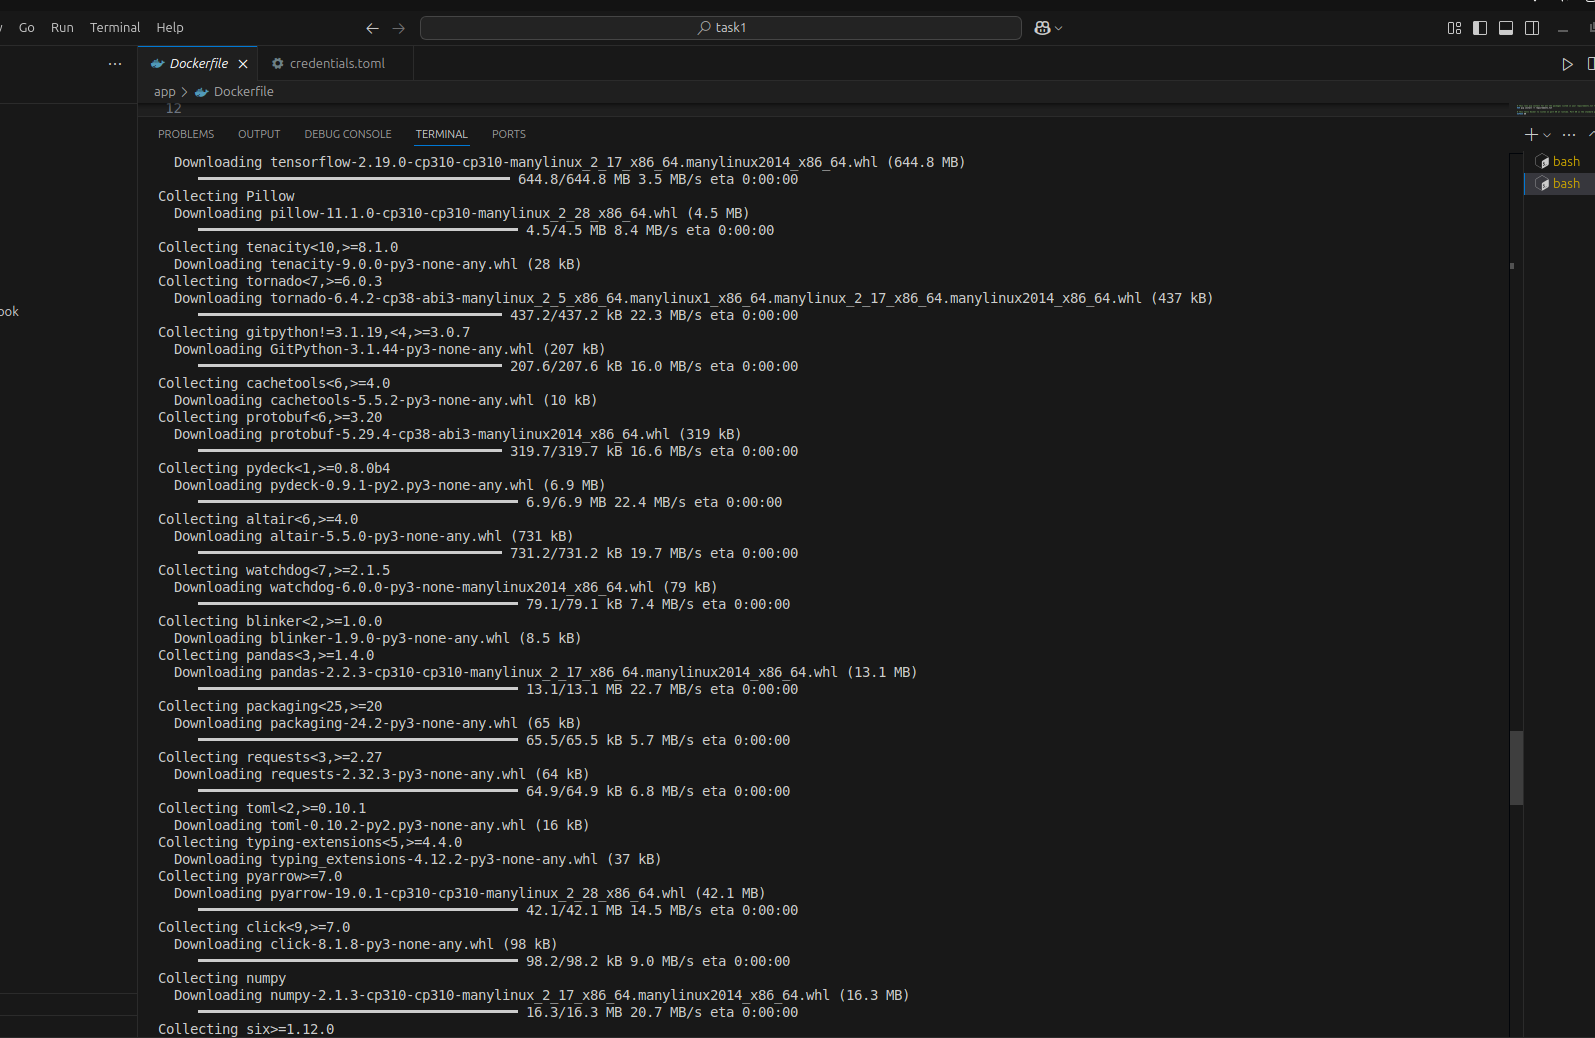 Go Run Terminal Help
task1
Dockerfile
credentials.toml
app > Dockerfile
12
PROBLEMS OUTPUT DEBUG CONSOLE TERMINAL PORTS
bash
bash
ook
Downloading tensorflow-2.19.0-cp310-cp310-manylinux_2_17_x86_64.manylinux2014_x86_64.whl (644.8 MB)
644.8/644.8 MB 3.5 MB/s eta 0:00:00
Collecting Pillow
Downloading pillow-11.1.0-cp310-cp310-manylinux_2_28_x86_64.whl (4.5 MB)
4.5/4.5 MB 8.4 MB/s eta 0:00:00
Collecting tenacity<10,>=8.1.0
Downloading tenacity-9.0.0-py3-none-any.whl (28 kB)
Collecting tornado<7,>=6.0.3
Downloading tornado-6.4.2-cp38-abi3-manylinux_2_5_x86_64.manylinux1_x86_64.manylinux_2_17_x86_64.manylinux2014_x86_64.whl (437 kB)
437.2/437.2 kB 22.3 MB/s eta 0:00:00
Collecting gitpython!=3.1.19,<4,>=3.0.7
Downloading GitPython-3.1.44-py3-none-any.whl (207 kB)
207.6/207.6 kB 16.0 MB/s eta 0:00:00
Collecting cachetools<6,>=4.0
Downloading cachetools-5.5.2-py3-none-any.whl (10 kB)
Collecting protobuf<6,>=3.20
Downloading protobuf-5.29.4-cp38-abi3-manylinux2014_x86_64.whl (319 kB)
319.7/319.7 kB 16.6 MB/s eta 0:00:00
Collecting pydeck<1,>=0.8.0b4
Downloading pydeck-0.9.1-py2.py3-none-any.whl (6.9 MB)
6.9/6.9 MB 22.4 MB/s eta 0:00:00
Collecting altair<6,>=4.0
Downloading altair-5.5.0-py3-none-any.whl (731 kB)
731.2/731.2 kB 19.7 MB/s eta 0:00:00
Collecting watchdog<7,>=2.1.5
Downloading watchdog-6.0.0-py3-none-manylinux2014_x86_64.whl (79 kB)
79.1/79.1 kB 7.4 MB/s eta 0:00:00
Collecting blinker<2,>=1.0.0
Downloading blinker-1.9.0-py3-none-any.whl (8.5 kB)
Collecting pandas<3,>=1.4.0
Downloading pandas-2.2.3-cp310-cp310-manylinux_2_17_x86_64.manylinux2014_x86_64.whl (13.1 MB)
13.1/13.1 MB 22.7 MB/s eta 0:00:00
Collecting packaging<25,>=20
Downloading packaging-24.2-py3-none-any.whl (65 kB)
65.5/65.5 kB 5.7 MB/s eta 0:00:00
Collecting requests<3,>=2.27
Downloading requests-2.32.3-py3-none-any.whl (64 kB)
64.9/64.9 kB 6.8 MB/s eta 0:00:00
Collecting toml<2,>=0.10.1
Downloading toml-0.10.2-py2.py3-none-any.whl (16 kB)
Collecting typing-extensions<5,>=4.4.0
Downloading typing_extensions-4.12.2-py3-none-any.whl (37 kB)
Collecting pyarrow>=7.0
Downloading pyarrow-19.0.1-cp310-cp310-manylinux_2_28_x86_64.whl (42.1 MB)
42.1/42.1 MB 14.5 MB/s eta 0:00:00
Collecting click<9,>=7.0
Downloading click-8.1.8-py3-none-any.whl (98 kB)
98.2/98.2 kB 9.0 MB/s eta 0:00:00
Collecting numpy
Downloading numpy-2.1.3-cp310-cp310-manylinux_2_17_x86_64.manylinux2014_x86_64.whl (16.3 MB)
16.3/16.3 MB 20.7 MB/s eta 0:00:00
Collecting six>=1.12.0